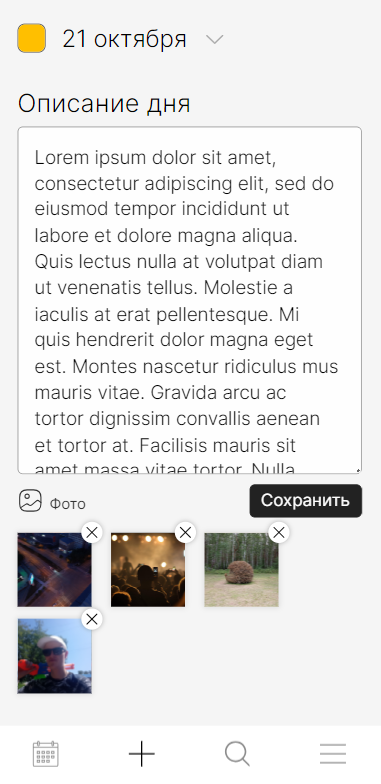 21 октября
Описание дня
Lorem ipsum dolor sit amet,
consectetur adipiscing elit, sed do
eiusmod tempor incididunt ut
labore et dolore magna aliqua.
Quis lectus nulla at volutpat diam
ut venenatis tellus. Molestie a
iaculis at erat pellentesque. Mi
quis hendrerit dolor magna eget
est. Montes nascetur ridiculus mus
mauris vitae. Gravida arcu ac
tortor dignissim convallis aenean
et tortor at. Facilisis mauris sit
amet massa vitae tortor. Nulla
Фото
Сохранить